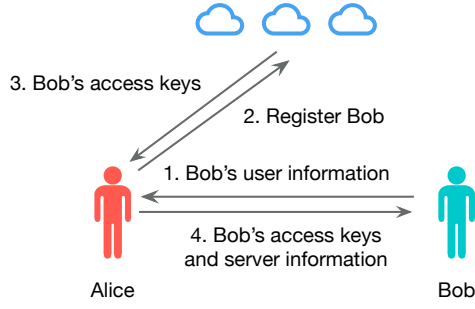 3. Bob's access keys
2. Register Bob
1. Bob's user information
4. Bob's access keys
and server information
Alice
Bob